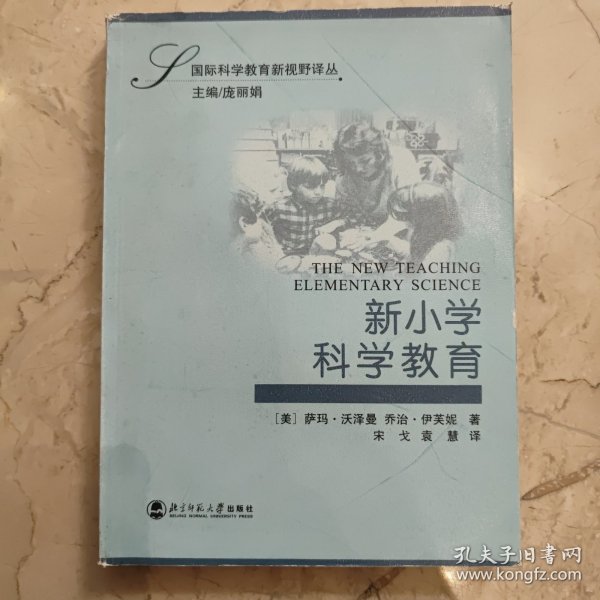 国际科学教育新视野译丛
主编/庞丽娟
THE NEW TEACHING
ELEMENTARY SCIENCE
新小学
科学教育
[美] 萨玛·沃泽曼 乔治·伊芙妮 著
宋 戈 袁 慧 译
北京师范大学出版社
BEIJING NORMAL UNIVERSITY PRESS
孔夫子旧书网
www.kongfz.com